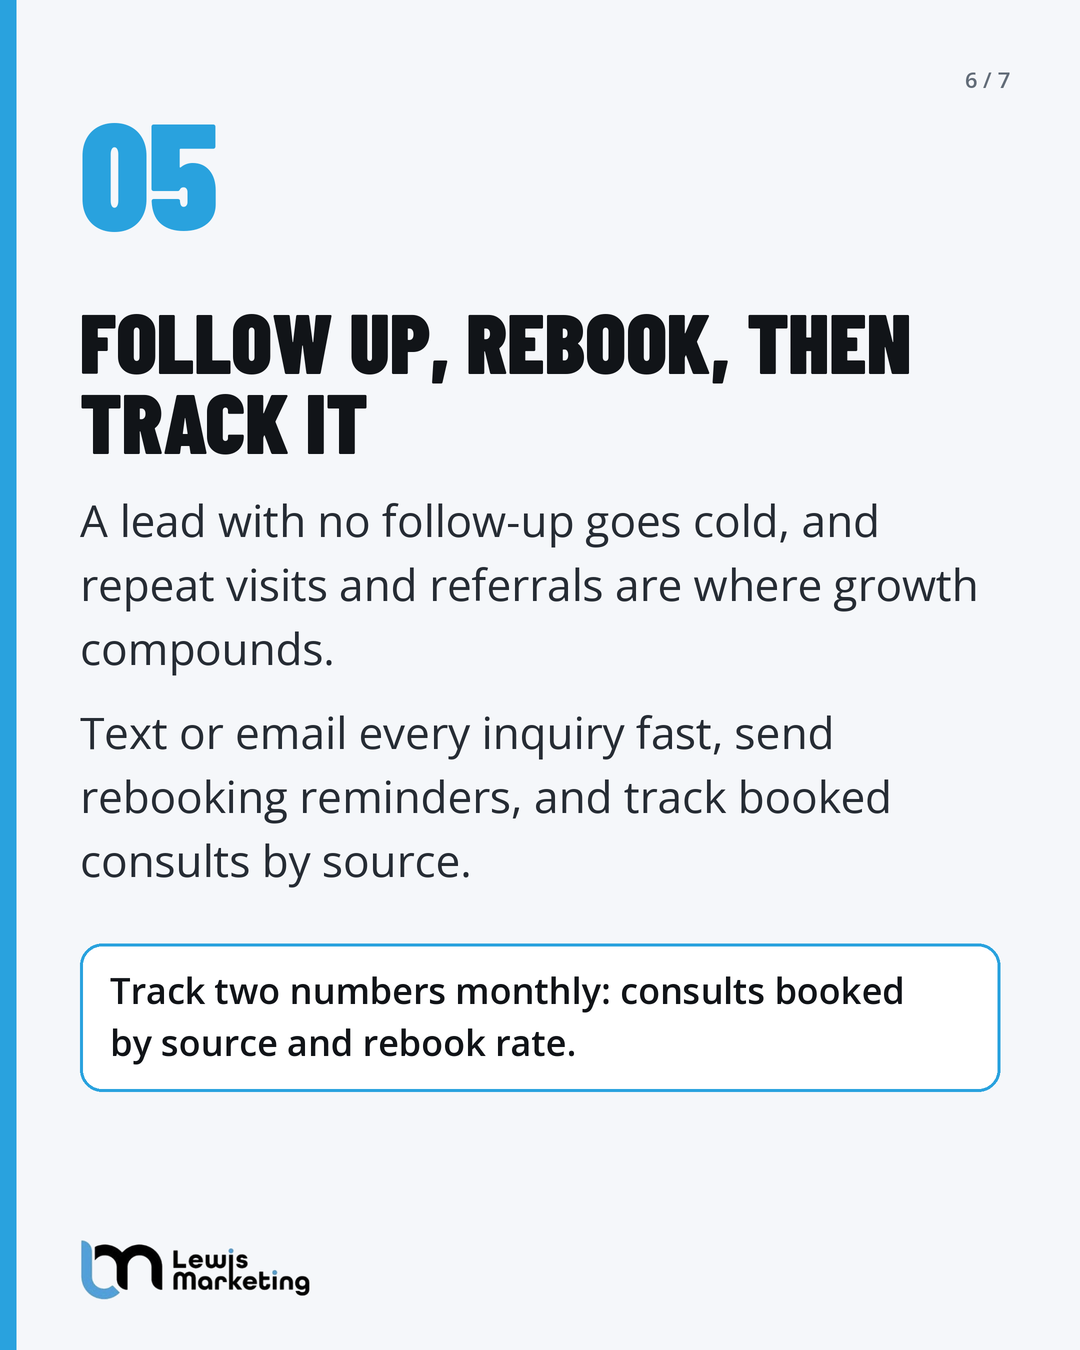 6 / 7
05
FOLLOW UP, REBOOK, THEN
TRACK IT
A lead with no follow-up goes cold, and
repeat visits and referrals are where growth
compounds.
Text or email every inquiry fast, send
rebooking reminders, and track booked
consults by source.
Track two numbers monthly: consults booked
by source and rebook rate.
Lewis
Marketing